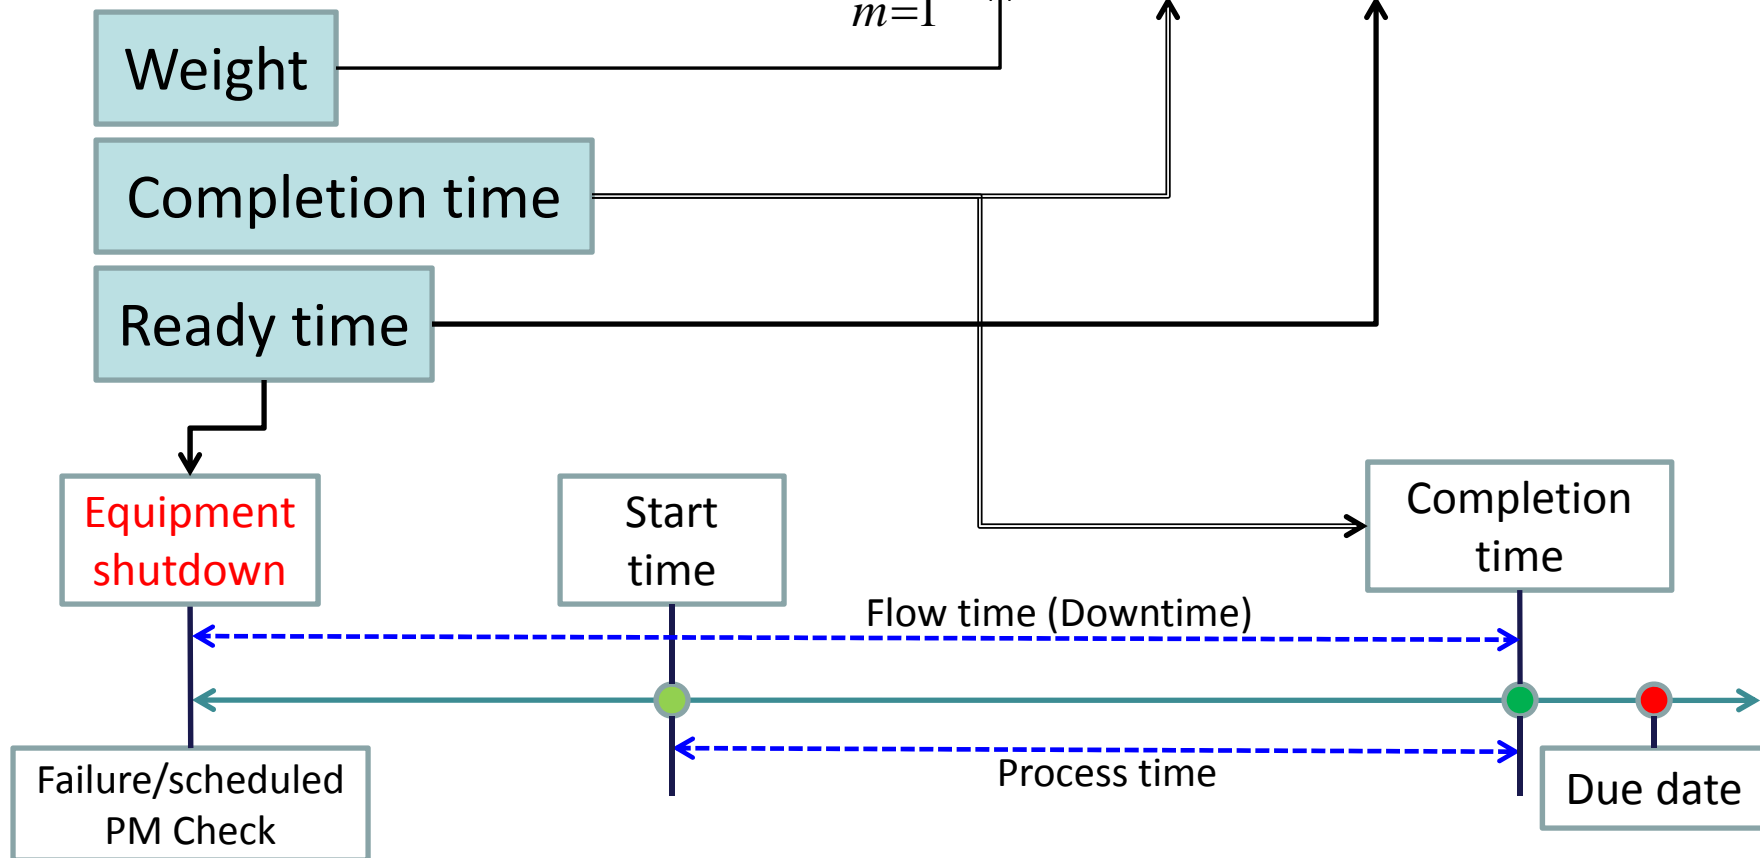 m=1
Weight
Completion time
Ready time
Equipment
shutdown
Start
time
Completion
time
Flow time (Downtime)
Process time
Failure/scheduled
PM Check
Due date